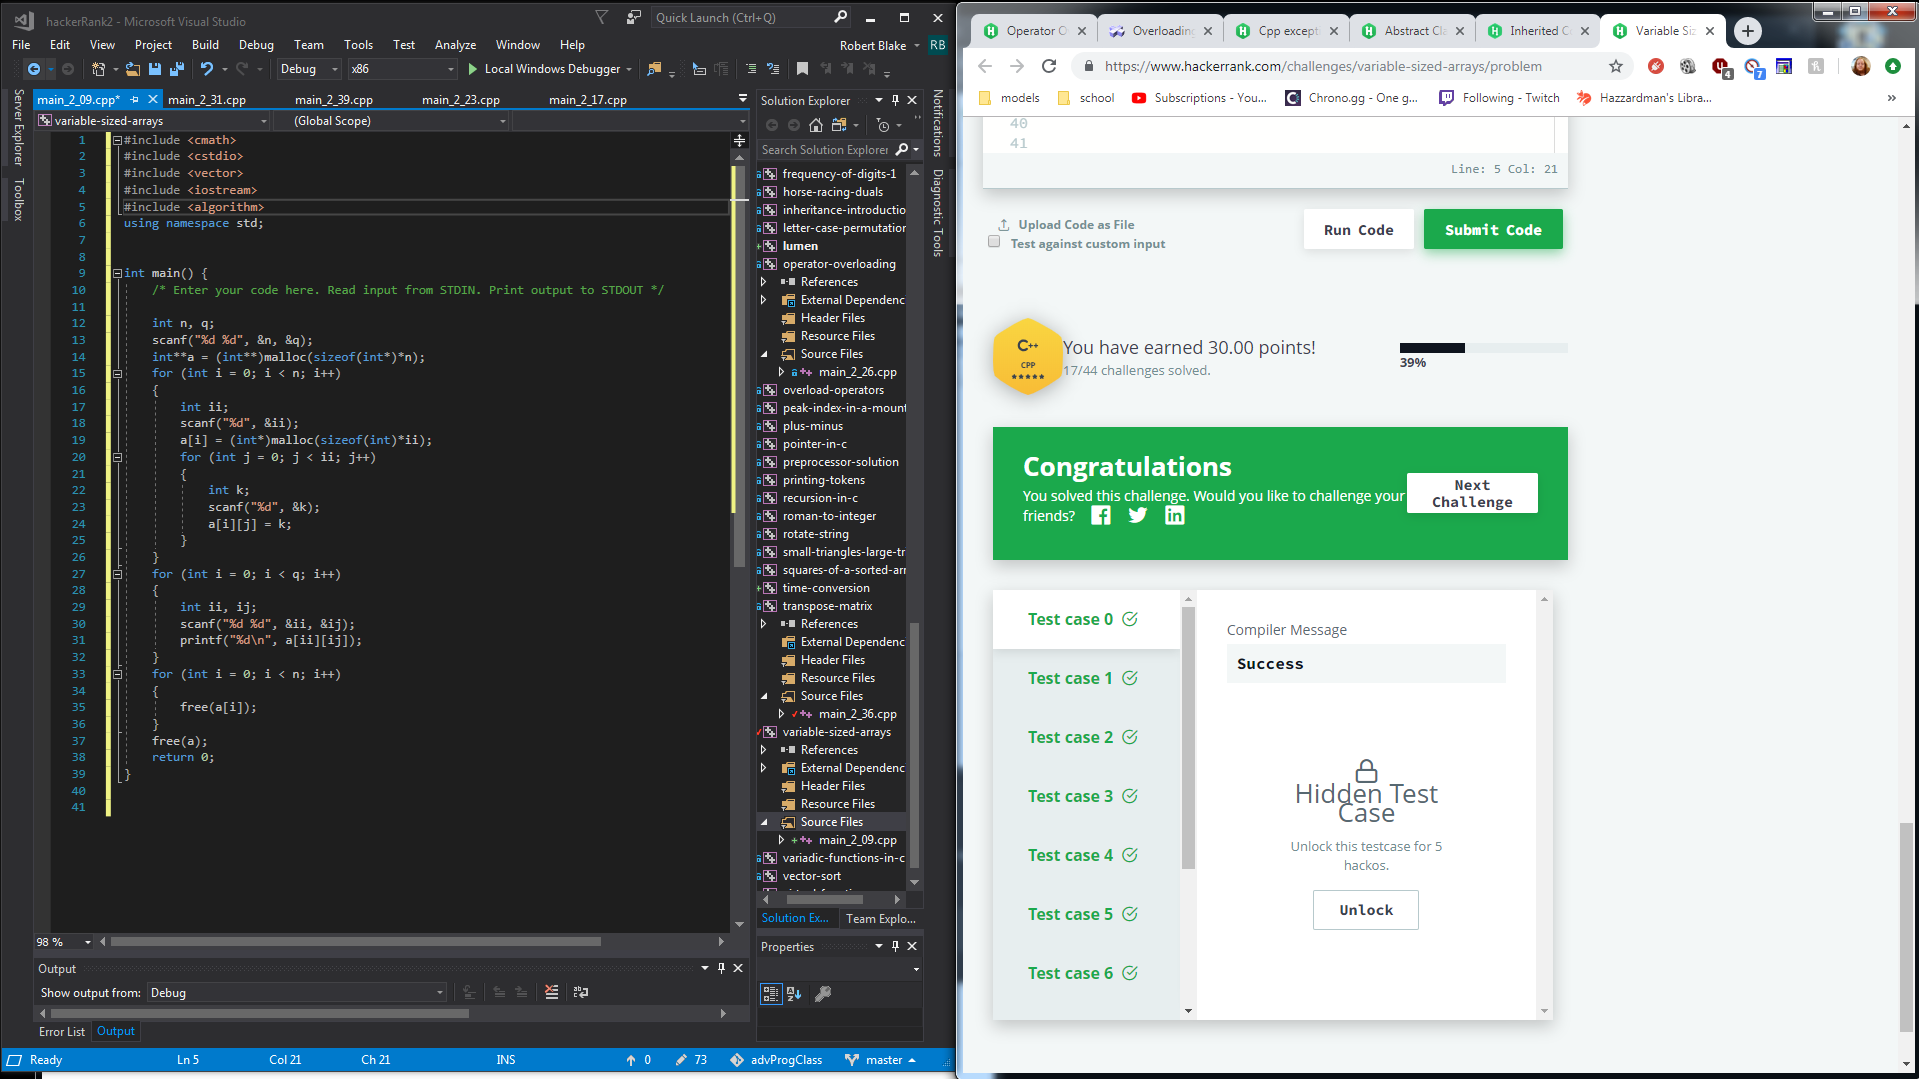 hackerRank2 - Microsoft Visual Studio
Quick Launch (Ctrl+Q)
File Edit View Project Build Debug Team Tools Test Analyze Window Help
Robert Blake RB
Debug x86 Local Windows Debugger
Server Explorer
Toolbox
main_2_09.cpp* main_2_31.cpp main_2_39.cpp main_2_23.cpp main_2_17.cpp
variable-sized-arrays (Global Scope)
1 #include <cmath>
2 #include <cstdio>
3 #include <vector>
4 #include <iostream>
5 #include <algorithm>
6 using namespace std;
7
8
9 int main() {
10 /* Enter your code here. Read input from STDIN. Print output to STDOUT */
11
12 int n, q;
13 scanf("%d %d", &n, &q);
14 int**a = (int**)malloc(sizeof(int*)*n);
15 for (int i = 0; i < n; i++)
16 {
17 int ii;
18 scanf("%d", &ii);
19 a[i] = (int*)malloc(sizeof(int)*ii);
20 for (int j = 0; j < ii; j++)
21 {
22 int k;
23 scanf("%d", &k);
24 a[i][j] = k;
25 }
26 }
27 for (int i = 0; i < q; i++)
28 {
29 int ii, ij;
30 scanf("%d %d", &ii, &ij);
31 printf("%d\n", a[ii][ij]);
32 }
33 for (int i = 0; i < n; i++)
34 {
35 free(a[i]);
36 }
37 free(a);
38 return 0;
39 }
40
41
98 %
Output
Show output from: Debug
Error List Output
Ready Ln 5 Col 21 Ch 21 INS 0 73 advProgClass master
Solution Explorer
Search Solution Explorer
frequency-of-digits-1
horse-racing-duals
inheritance-introductio
letter-case-permutation
lumen
operator-overloading
References
External Dependenc
Header Files
Resource Files
Source Files
main_2_26.cpp
overload-operators
peak-index-in-a-mount
plus-minus
pointer-in-c
preprocessor-solution
printing-tokens
recursion-in-c
roman-to-integer
rotate-string
small-triangles-large-tr
squares-of-a-sorted-arr
time-conversion
transpose-matrix
References
External Dependenc
Header Files
Resource Files
Source Files
main_2_36.cpp
variable-sized-arrays
References
External Dependenc
Header Files
Resource Files
Source Files
main_2_09.cpp
variadic-functions-in-c
vector-sort
Solution Ex... Team Explo...
Properties
Notifications
Diagnostic Tools
Operator O Overloading Cpp except Abstract Cla Inherited Co Variable Siz
https://www.hackerrank.com/challenges/variable-sized-arrays/problem
4 7
models school Subscriptions - You... Chrono.gg - One g... Following - Twitch Hazzardman's Libra... »
40
41
Line: 5 Col: 21
Upload Code as File
Test against custom input
Run Code Submit Code
C++
CPP
You have earned 30.00 points!
17/44 challenges solved.
39%
Congratulations
You solved this challenge. Would you like to challenge your
friends?
Next
Challenge
Test case 0
Test case 1
Test case 2
Test case 3
Test case 4
Test case 5
Test case 6
Compiler Message
Success
Hidden Test
Case
Unlock this testcase for 5
hackos.
Unlock